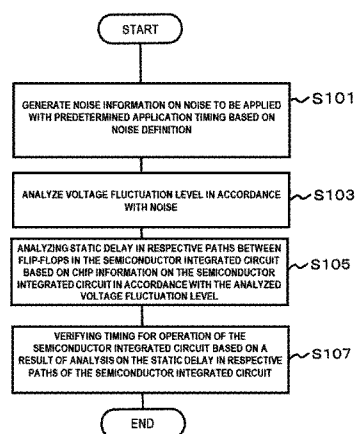 START
GENERATE NOISE INFORMATION ON NOISE TO BE APPLIED
WITH PREDETERMINED APPLICATION TIMING BASED ON
NOISE DEFINITION
S101
ANALYZE VOLTAGE FLUCTUATION LEVEL IN ACCORDANCE
WITH NOISE
S103
ANALYZING STATIC DELAY IN RESPECTIVE PATHS BETWEEN
FLIP-FLOPS IN THE SEMICONDUCTOR INTEGRATED CIRCUIT
BASED ON CHIP INFORMATION ON THE SEMICONDUCTOR
INTEGRATED CIRCUIT IN ACCORDANCE WITH THE ANALYZED
VOLTAGE FLUCTUATION LEVEL
S105
VERIFYING TIMING FOR OPERATION OF THE
SEMICONDUCTOR INTEGRATED CIRCUIT BASED ON A
RESULT OF ANALYSIS ON THE STATIC DELAY IN RESPECTIVE
PATHS OF THE SEMICONDUCTOR INTEGRATED CIRCUIT
S107
END